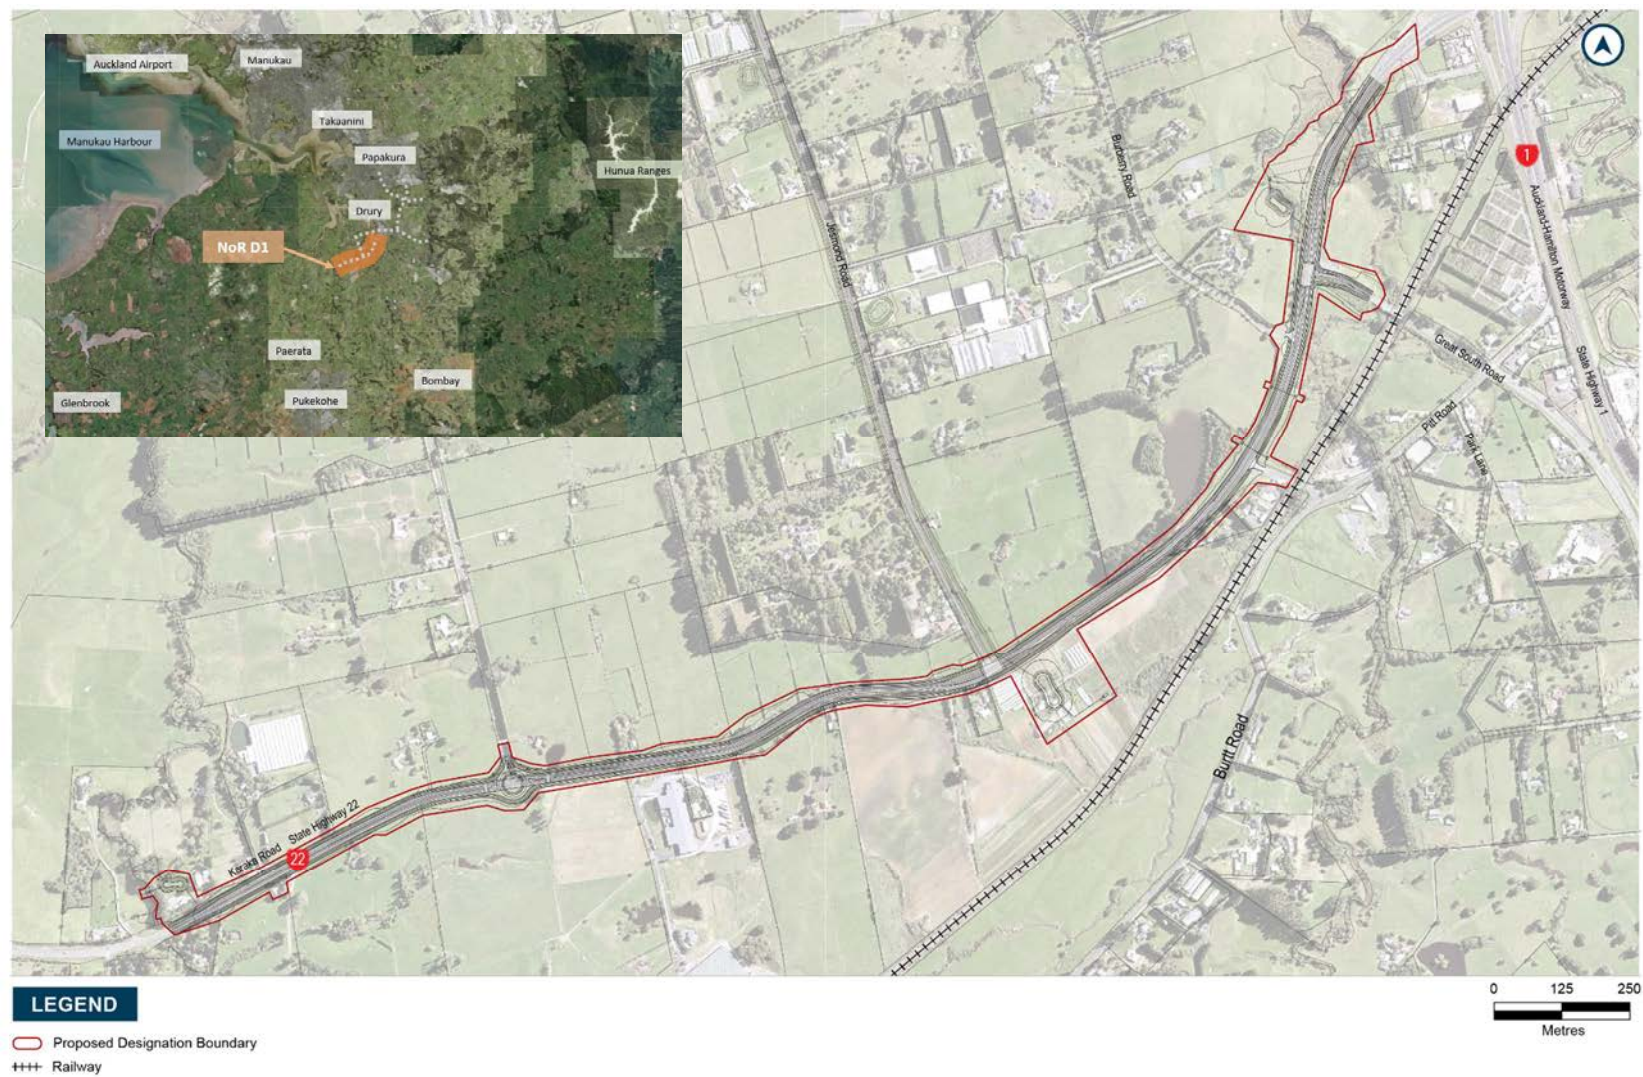 Auckland Airport
Manukau
Manukau Harbour
Takaanini
Papakura
Hunua Ranges
Drury
NoR D1
Paerata
Bombay
Glenbrook
Pukekohe
Jesmond Road
Burberry Road
1
Auckland-Hamilton Motorway
State Highway 1
Great South Road
Pitt Road
Park Lane
Burtt Road
Karaka Road
State Highway 22
22
LEGEND
Proposed Designation Boundary
Railway
0 125 250
Metres